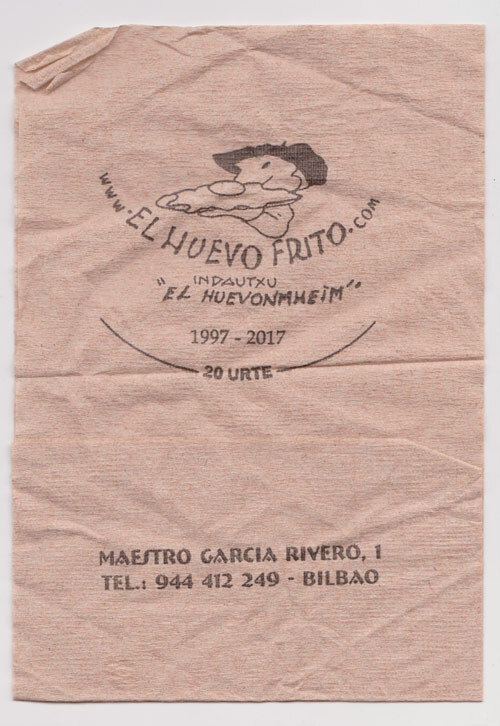 www.EL HUEVO FRITO.COM
INDAUTXU
"EL HUEVONMHEIM"
1997 - 2017
20 URTE
MAESTRO GARCIA RIVERO, 1
TEL.: 944 412 249 - BILBAO